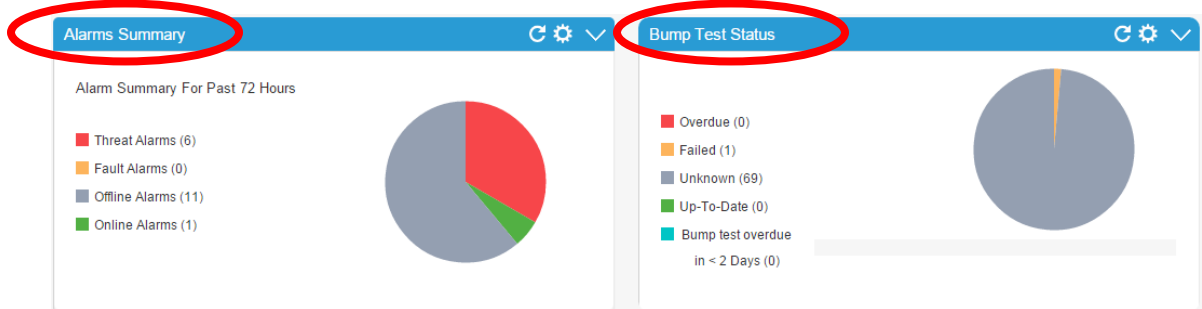 Alarms Summary
Alarm Summary For Past 72 Hours
Threat Alarms (6)
Fault Alarms (0)
Offline Alarms (11)
Online Alarms (1)
Bump Test Status
Overdue (0)
Failed (1)
Unknown (69)
Up-To-Date (0)
Bump test overdue
in < 2 Days (0)